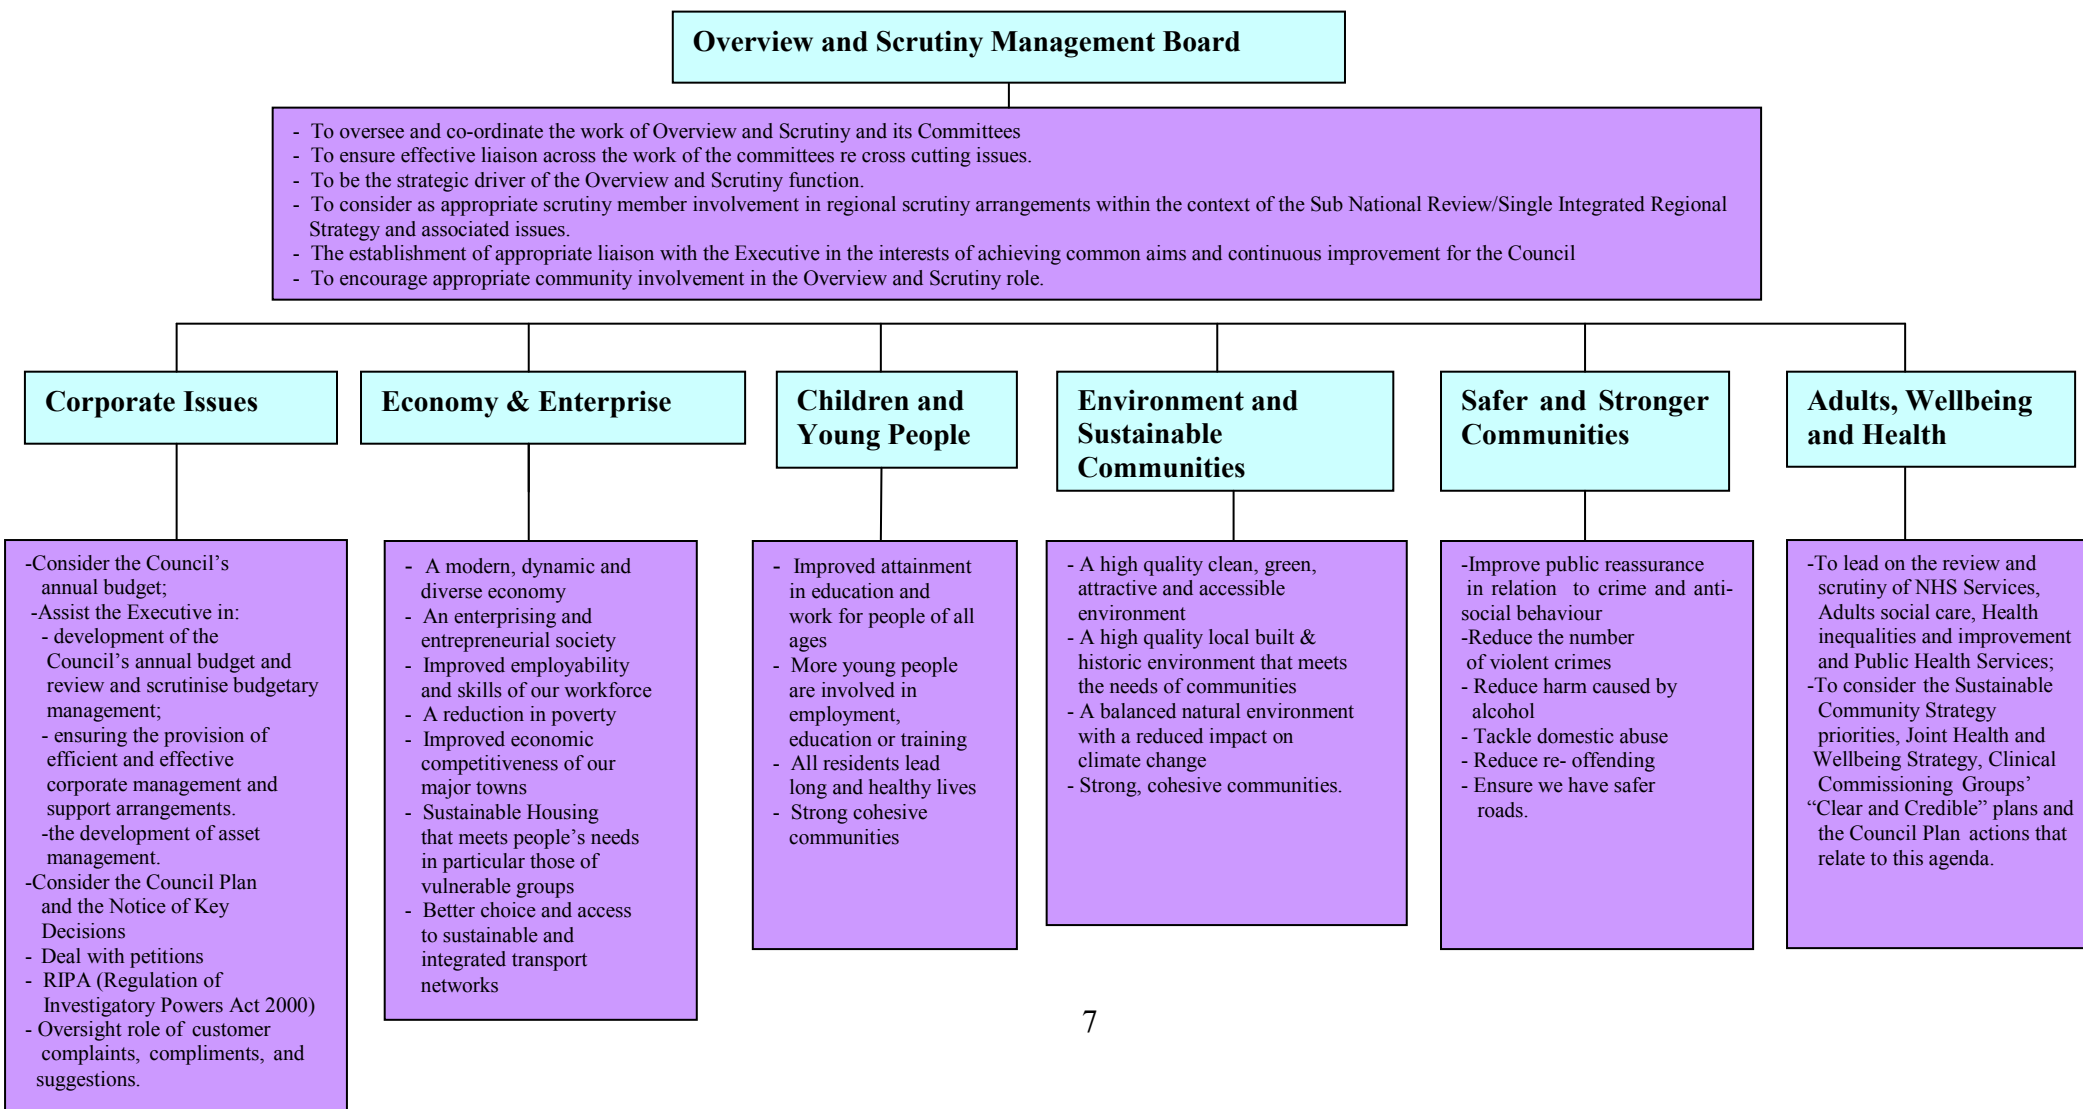 Overview and Scrutiny Management Board
- To oversee and co-ordinate the work of Overview and Scrutiny and its Committees
- To ensure effective liaison across the work of the committees re cross cutting issues.
- To be the strategic driver of the Overview and Scrutiny function.
- To consider as appropriate scrutiny member involvement in regional scrutiny arrangements within the context of the Sub National Review/Single Integrated Regional
Strategy and associated issues.
- The establishment of appropriate liaison with the Executive in the interests of achieving common aims and continuous improvement for the Council
- To encourage appropriate community involvement in the Overview and Scrutiny role.
Corporate Issues
-Consider the Council’s
annual budget;
-Assist the Executive in:
- development of the
Council’s annual budget and
review and scrutinise budgetary
management;
- ensuring the provision of
efficient and effective
corporate management and
support arrangements.
-the development of asset
management.
-Consider the Council Plan
and the Notice of Key
Decisions
- Deal with petitions
- RIPA (Regulation of
Investigatory Powers Act 2000)
- Oversight role of customer
complaints, compliments, and
suggestions.
Economy & Enterprise
- A modern, dynamic and
diverse economy
- An enterprising and
entrepreneurial society
- Improved employability
and skills of our workforce
- A reduction in poverty
- Improved economic
competitiveness of our
major towns
- Sustainable Housing
that meets people’s needs
in particular those of
vulnerable groups
- Better choice and access
to sustainable and
integrated transport
networks
Children and
Young People
- Improved attainment
in education and
work for people of all
ages
- More young people
are involved in
employment,
education or training
- All residents lead
long and healthy lives
- Strong cohesive
communities
Environment and
Sustainable
Communities
- A high quality clean, green,
attractive and accessible
environment
- A high quality local built &
historic environment that meets
the needs of communities
- A balanced natural environment
with a reduced impact on
climate change
- Strong, cohesive communities.
Safer and Stronger
Communities
-Improve public reassurance
in relation to crime and anti-
social behaviour
-Reduce the number
of violent crimes
- Reduce harm caused by
alcohol
- Tackle domestic abuse
- Reduce re- offending
- Ensure we have safer
roads.
Adults, Wellbeing
and Health
-To lead on the review and
scrutiny of NHS Services,
Adults social care, Health
inequalities and improvement
and Public Health Services;
-To consider the Sustainable
Community Strategy
priorities, Joint Health and
Wellbeing Strategy, Clinical
Commissioning Groups’
“Clear and Credible” plans and
the Council Plan actions that
relate to this agenda.
7